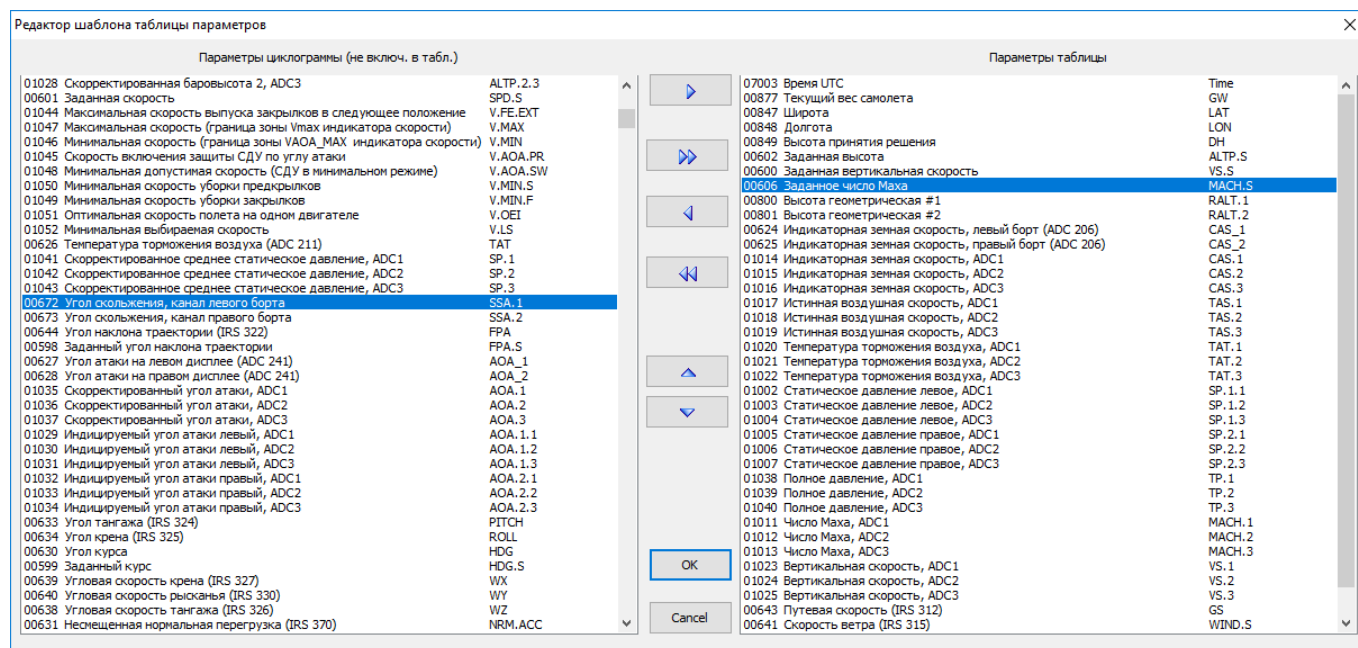 Редактор шаблона таблицы параметров
Параметры циклограммы (не включ. в табл.)
01028 Скорректированная баровысота 2, ADC3 ALTP.2.3
00601 Заданная скорость SPD.S
01044 Максимальная скорость выпуска закрылков в следующее положение V.FE.EXT
01047 Максимальная скорость (граница зоны Vmax индикатора скорости) V.MAX
01046 Минимальная скорость (граница зоны VAOA_MAX индикатора скорости) V.MIN
01045 Скорость включения защиты СДУ по углу атаки V.AOA.PR
01048 Минимальная допустимая скорость (СДУ в минимальном режиме) V.AOA.SW
01050 Минимальная скорость уборки предкрылков V.MIN.S
01049 Минимальная скорость уборки закрылков V.MIN.F
01051 Оптимальная скорость полета на одном двигателе V.OEI
01052 Минимальная выбираемая скорость V.LS
00626 Температура торможения воздуха (ADC 211) TAT
01041 Скорректированное среднее статическое давление, ADC1 SP.1
01042 Скорректированное среднее статическое давление, ADC2 SP.2
01043 Скорректированное среднее статическое давление, ADC3 SP.3
00672 Угол скольжения, канал левого борта SSA.1
00673 Угол скольжения, канал правого борта SSA.2
00644 Угол наклона траектории (IRS 322) FPA
00598 Заданный угол наклона траектории FPA.S
00627 Угол атаки на левом дисплее (ADC 241) AOA_1
00628 Угол атаки на правом дисплее (ADC 241) AOA_2
01035 Скорректированный угол атаки, ADC1 AOA.1
01036 Скорректированный угол атаки, ADC2 AOA.2
01037 Скорректированный угол атаки, ADC3 AOA.3
01029 Индицируемый угол атаки левый, ADC1 AOA.1.1
01030 Индицируемый угол атаки левый, ADC2 AOA.1.2
01031 Индицируемый угол атаки левый, ADC3 AOA.1.3
01032 Индицируемый угол атаки правый, ADC1 AOA.2.1
01033 Индицируемый угол атаки правый, ADC2 AOA.2.2
01034 Индицируемый угол атаки правый, ADC3 AOA.2.3
00633 Угол тангажа (IRS 324) PITCH
00634 Угол крена (IRS 325) ROLL
00630 Угол курса HDG
00599 Заданный курс HDG.S
00639 Угловая скорость крена (IRS 327) WX
00640 Угловая скорость рысканья (IRS 330) WY
00638 Угловая скорость тангажа (IRS 326) WZ
00631 Несмещенная нормальная перегрузка (IRS 370) NRM.ACC
OK
Cancel
Параметры таблицы
07003 Время UTC Time
00877 Текущий вес самолета GW
00847 Широта LAT
00848 Долгота LON
00849 Высота принятия решения DH
00602 Заданная высота ALTP.S
00600 Заданная вертикальная скорость VS.S
00606 Заданное число Маха MACH.S
00800 Высота геометрическая #1 RALT.1
00801 Высота геометрическая #2 RALT.2
00624 Индикаторная земная скорость, левый борт (ADC 206) CAS_1
00625 Индикаторная земная скорость, правый борт (ADC 206) CAS_2
01014 Индикаторная земная скорость, ADC1 CAS.1
01015 Индикаторная земная скорость, ADC2 CAS.2
01016 Индикаторная земная скорость, ADC3 CAS.3
01017 Истинная воздушная скорость, ADC1 TAS.1
01018 Истинная воздушная скорость, ADC2 TAS.2
01019 Истинная воздушная скорость, ADC3 TAS.3
01020 Температура торможения воздуха, ADC1 TAT.1
01021 Температура торможения воздуха, ADC2 TAT.2
01022 Температура торможения воздуха, ADC3 TAT.3
01002 Статическое давление левое, ADC1 SP.1.1
01003 Статическое давление левое, ADC2 SP.1.2
01004 Статическое давление левое, ADC3 SP.1.3
01005 Статическое давление правое, ADC1 SP.2.1
01006 Статическое давление правое, ADC2 SP.2.2
01007 Статическое давление правое, ADC3 SP.2.3
01038 Полное давление, ADC1 TP.1
01039 Полное давление, ADC2 TP.2
01040 Полное давление, ADC3 TP.3
01011 Число Маха, ADC1 MACH.1
01012 Число Маха, ADC2 MACH.2
01013 Число Маха, ADC3 MACH.3
01023 Вертикальная скорость, ADC1 VS.1
01024 Вертикальная скорость, ADC2 VS.2
01025 Вертикальная скорость, ADC3 VS.3
00643 Путевая скорость (IRS 312) GS
00641 Скорость ветра (IRS 315) WIND.S